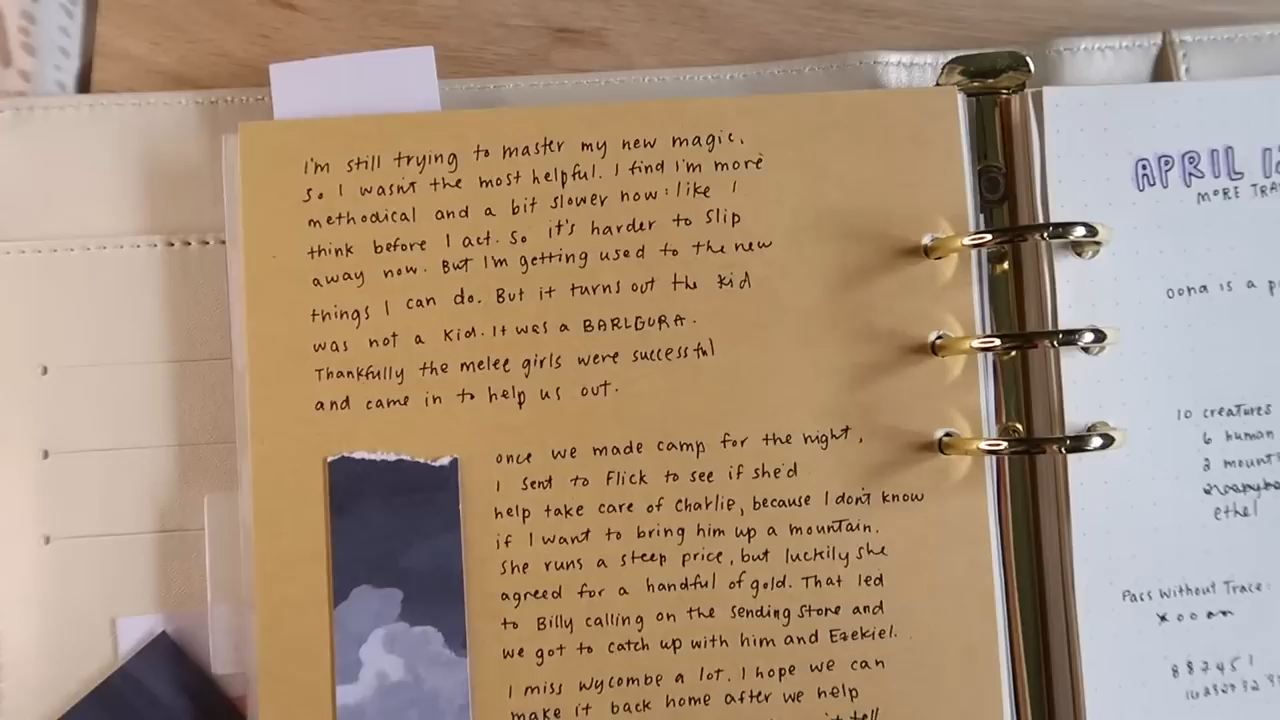 I'm still trying to master my new magic,
so I wasn't the most helpful. I find I'm more
methodical and a bit slower now: like I
think before I act. So it's harder to slip
away now. But I'm getting used to the new
things I can do. But it turns out the kid
was not a kid. It was a BARLGURA.
Thankfully the melee girls were successful
and came in to help us out.
once we made camp for the night,
I sent to Flick to see if she'd
help take care of Charlie, because I don't know
if I want to bring him up a mountain.
She runs a steep price, but luckily she
agreed for a handful of gold. That led
to Billy calling on the sending stone and
we got to catch up with him and Ezekiel.
I miss Wycombe a lot. I hope we can
make it back home after we help
tell
APRIL
MORE
oona is a
10 creatures
6 human
2
ethel
Pass Without Trace: